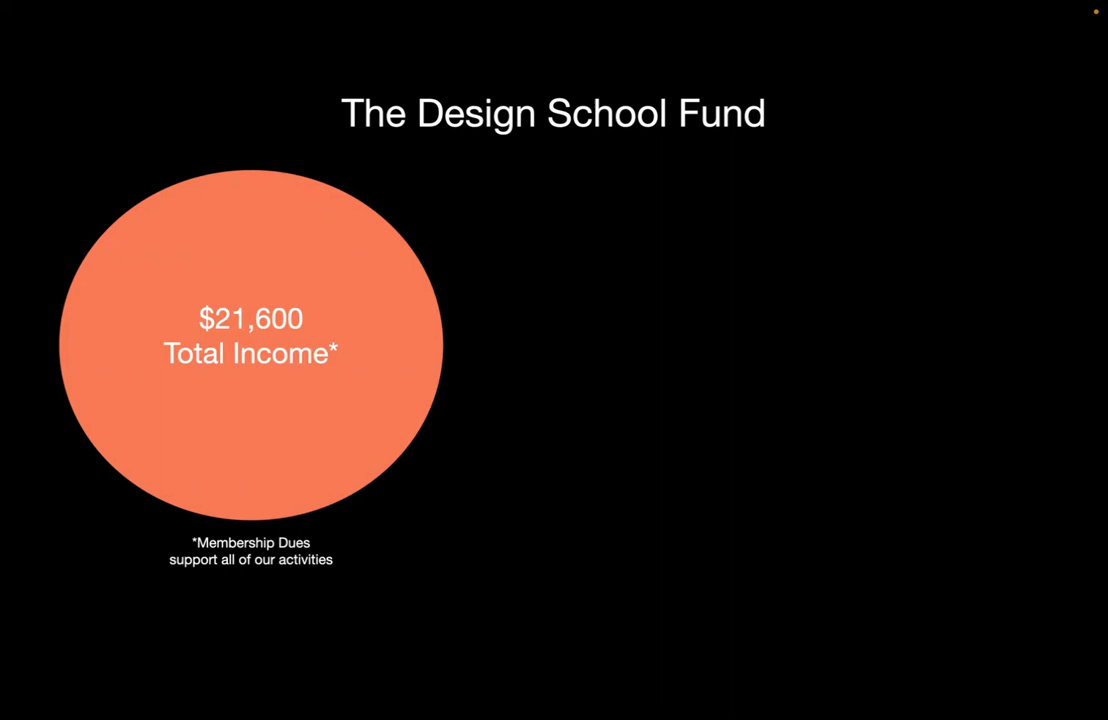 The Design School Fund
$21,600
Total Income*
*Membership Dues
support all of our activities